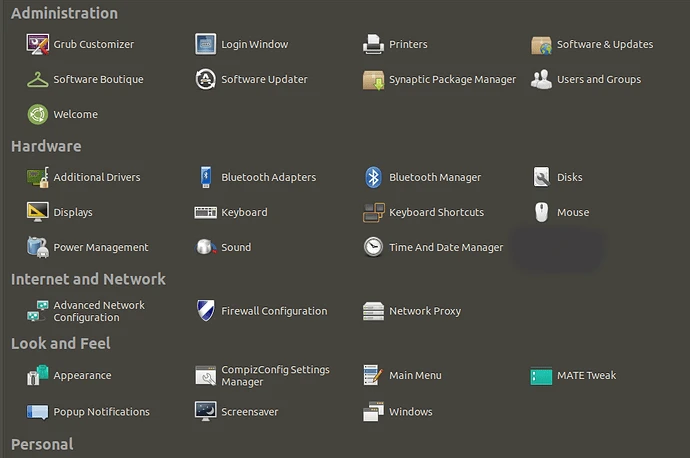 Administration
Grub Customizer
Login Window
Printers
Software & Updates
Software Boutique
Software Updater
Synaptic Package Manager
Users and Groups
Welcome
Hardware
Additional Drivers
Bluetooth Adapters
Bluetooth Manager
Disks
Displays
Keyboard
Keyboard Shortcuts
Mouse
Power Management
Sound
Time And Date Manager
Internet and Network
Advanced Network
Configuration
Firewall Configuration
Network Proxy
Look and Feel
Appearance
CompizConfig Settings
Manager
Main Menu
MATE Tweak
Popup Notifications
Screensaver
Windows
Personal